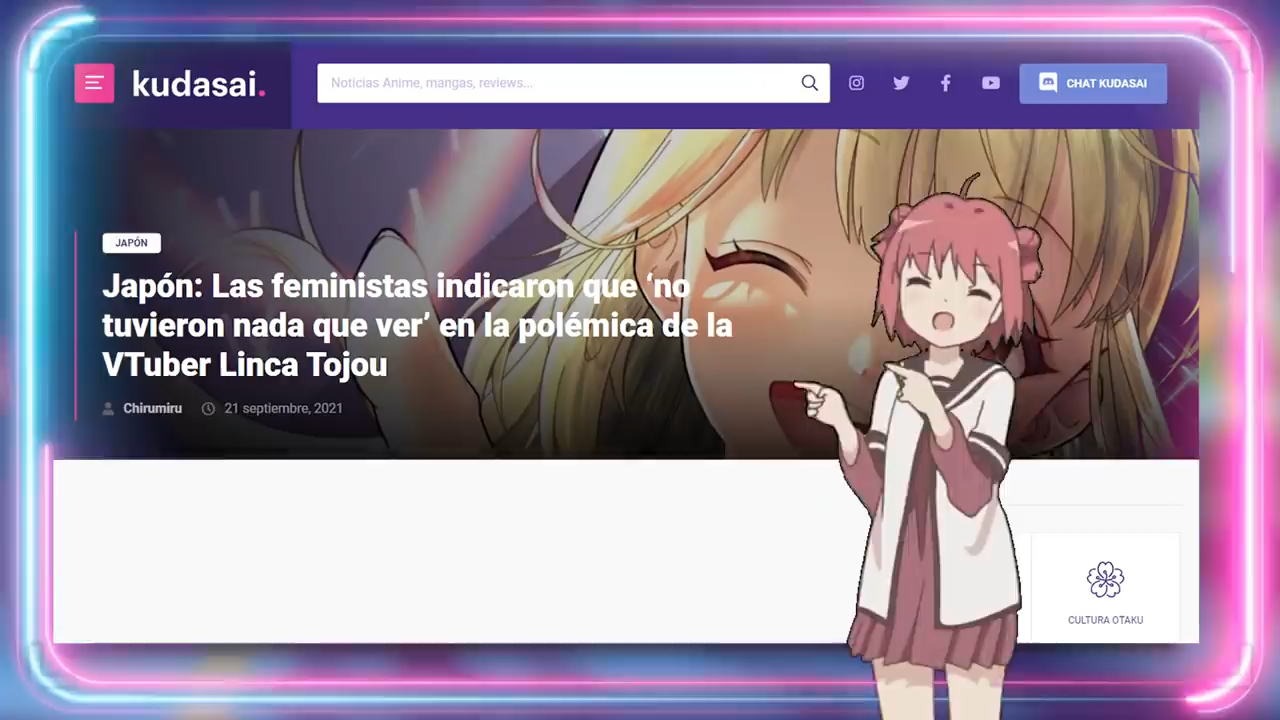 kudasai.
Noticias Anime, mangas, reviews...
CHAT KUDASAI
JAPÓN
Japón: Las feministas indicaron que ‘no
tuvieron nada que ver’ en la polémica de la
VTuber Linca Tojou
Chirumiru 21 septiembre, 2021
CULTURA OTAKU